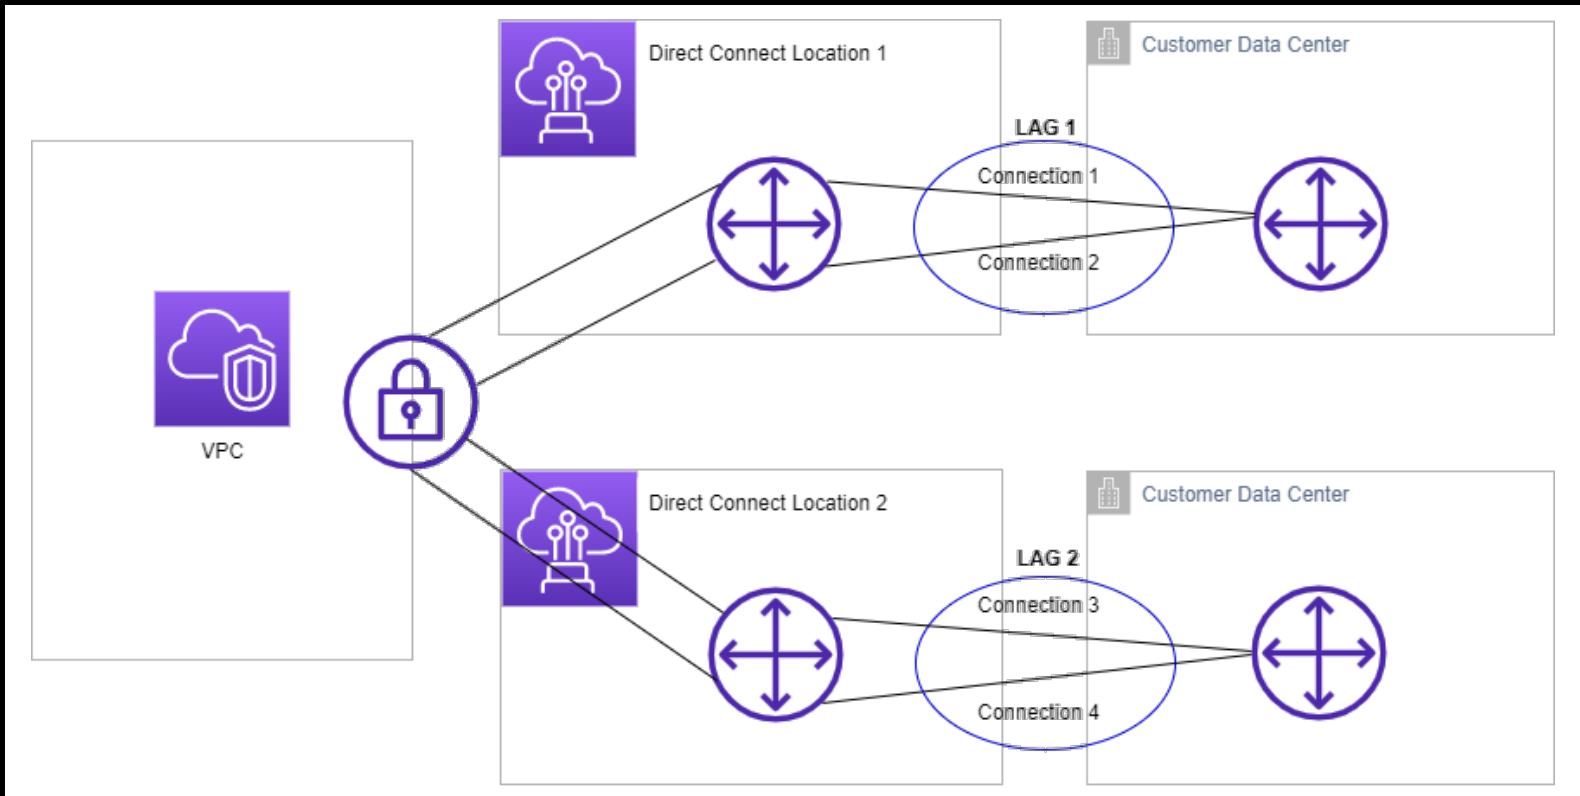 Direct Connect Location 1
Customer Data Center
LAG 1
Connection 1
Connection 2
VPC
Direct Connect Location 2
Customer Data Center
LAG 2
Connection 3
Connection 4